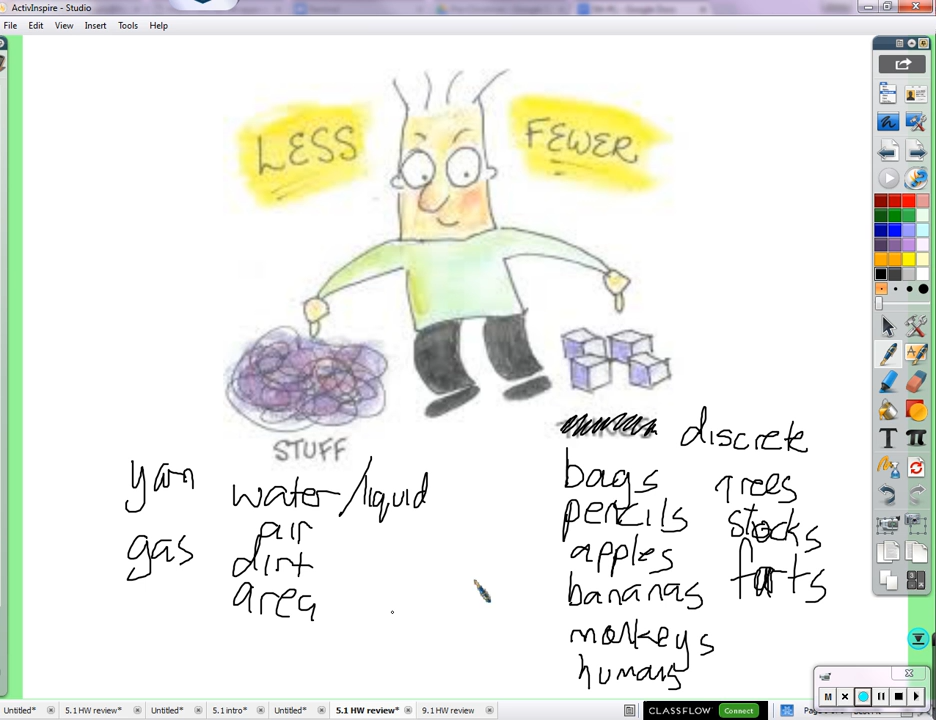 ActivInspire - Studio
File Edit View Insert Tools Help
LESS
FEWER
STUFF
discrete
yarn
water/liquid
gas
air
dirt
area
bags
pencils
apples
bananas
monkeys
humans
trees
stocks
farts
M
Untitled* 5.1 HW review* Untitled* 5.1 intro* Untitled* 5.1 HW review* 9.1 HW review
CLASSFLOW Connect